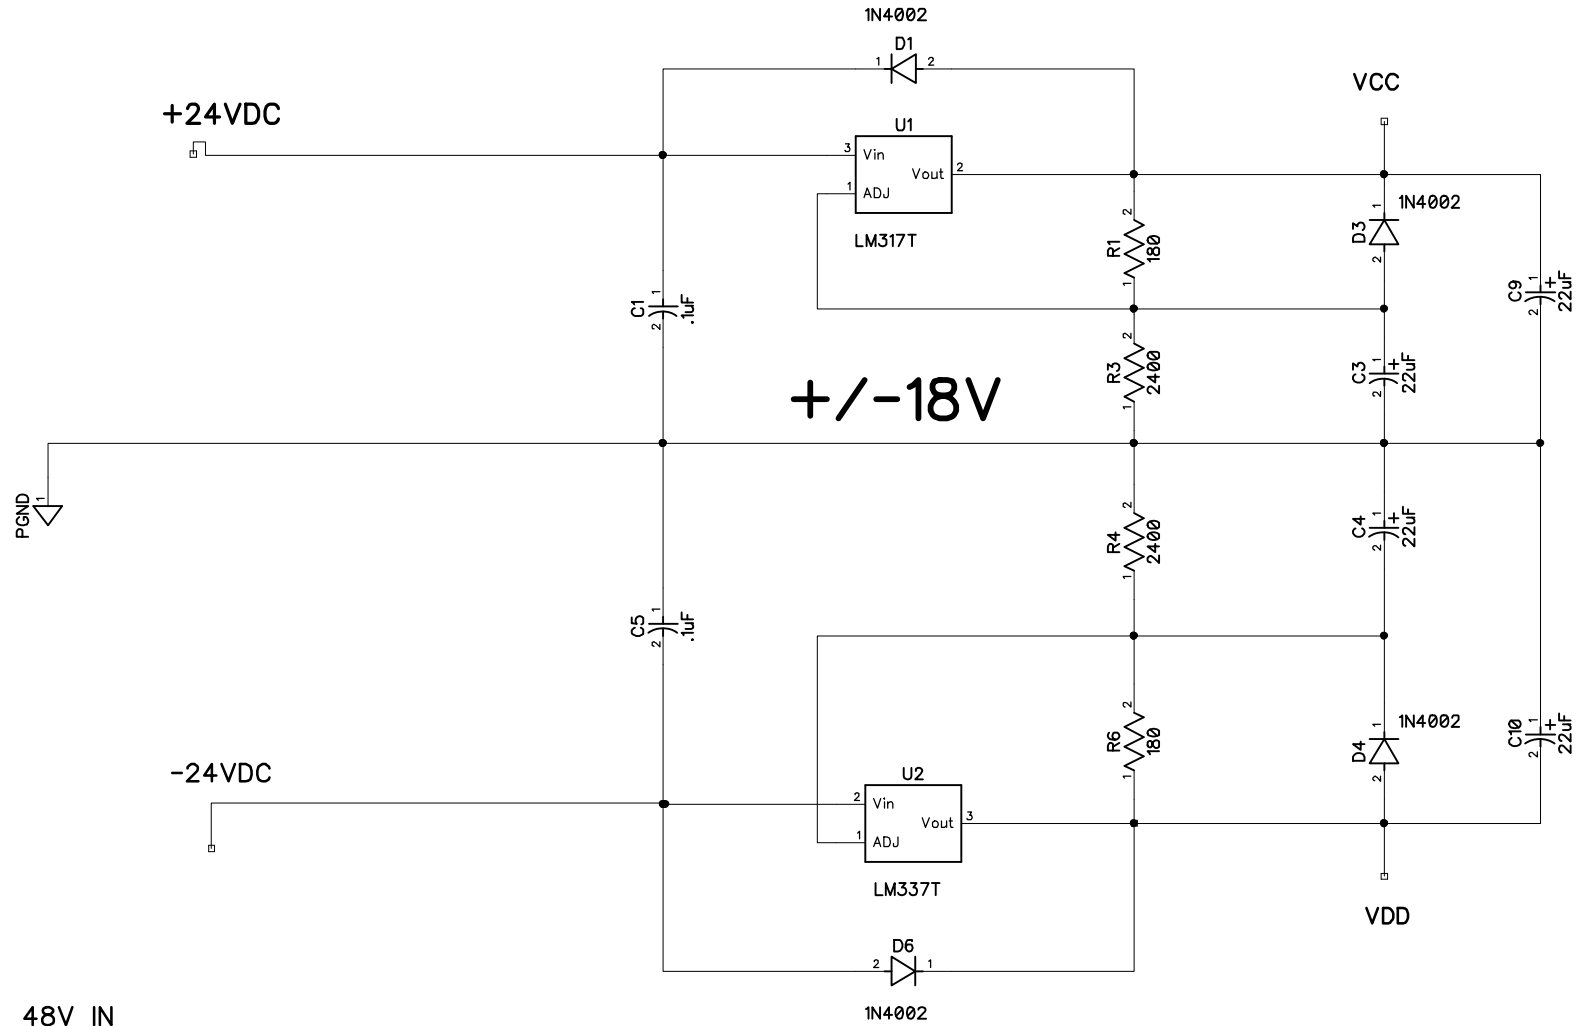 1N4002
D1
1 2
+24VDC
VCC
U1
3 Vin
Vout 2
1 ADJ
LM317T
1
1N4002
D3
2
2
R1
180
1
1
C1
.1uF
2
1
+
C9
22uF
2
2
R3
2400
1
1
+
C3
22uF
2
+/-18V
PGND
1
2
R4
2400
1
1
+
C4
22uF
2
1
C5
.1uF
2
2
R6
180
1
1
1N4002
D4
2
1
+
C10
22uF
2
-24VDC
U2
2 Vin
Vout 3
1 ADJ
LM337T
VDD
D6
2 1
1N4002
48V IN